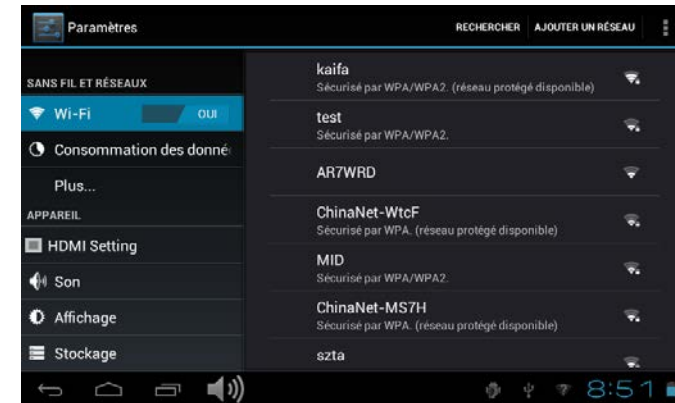 Paramètres
RECHERCHER AJOUTER UN RÉSEAU
SANS FIL ET RÉSEAUX
Wi-Fi OUI
Consommation des donné
Plus...
APPAREIL
HDMI Setting
Son
Affichage
Stockage
kaifa
Sécurisé par WPA/WPA2. (réseau protégé disponible)
test
Sécurisé par WPA/WPA2.
AR7WRD
ChinaNet-WtcF
Sécurisé par WPA. (réseau protégé disponible)
MID
Sécurisé par WPA/WPA2.
ChinaNet-MS7H
Sécurisé par WPA. (réseau protégé disponible)
szta
8:51